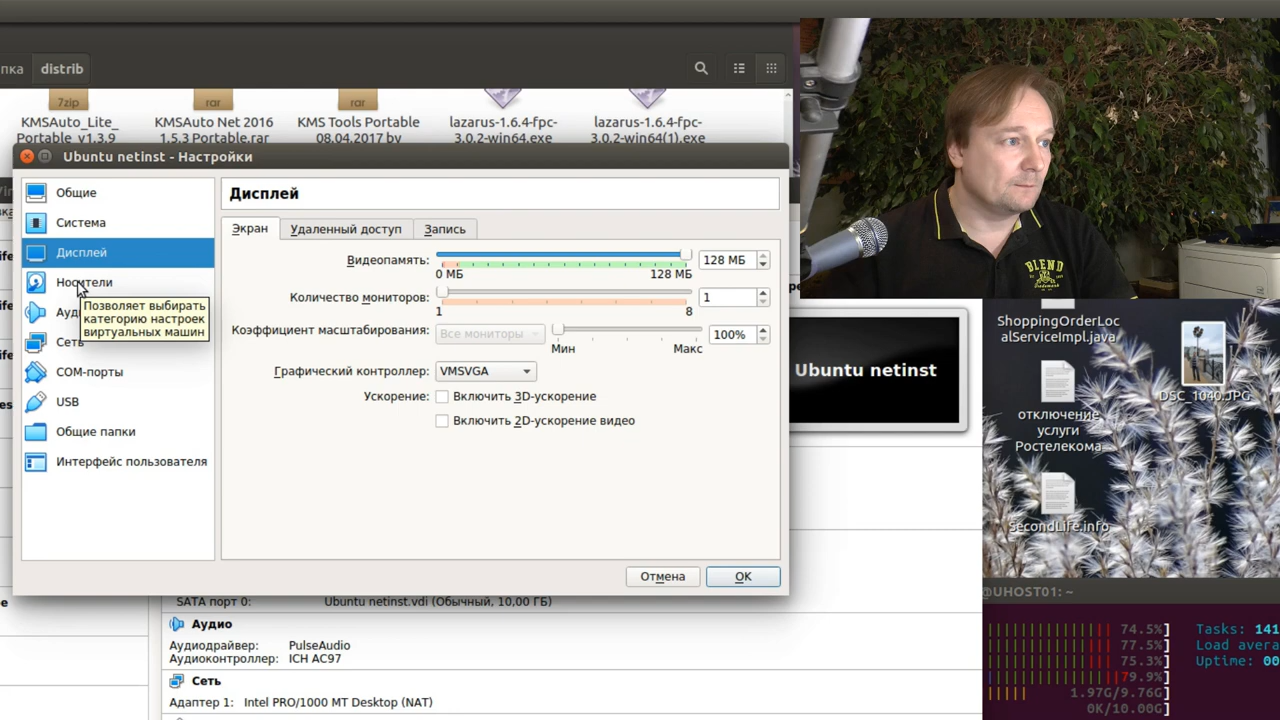 пка
distrib
7zip
rar
rar
KMSAuto_Lite_
Portable_v1.3.9
KMSAuto Net 2016
1.5.3 Portable.rar
KMS Tools Portable
08.04.2017 by
lazarus-1.6.4-fpc-
3.0.2-win64.exe
lazarus-1.6.4-fpc-
3.0.2-win64(1).exe
Ubuntu netinst - Настройки
Общие
Система
Дисплей
Носители
Ауд
Сеть
COM-порты
USB
Общие папки
Интерфейс пользователя
Позволяет выбирать
категорию настроек
виртуальных машин
Дисплей
Экран
Удаленный доступ
Запись
Видеопамять:
128 МБ
0 МБ
128 МБ
Количество мониторов:
1
1
8
Коэффициент масштабирования:
Все мониторы
100%
Мин
Макс
Графический контроллер:
VMSVGA
Ускорение:
Включить 3D-ускорение
Включить 2D-ускорение видео
Отмена
OK
BLEND
Ubuntu netinst
ShoppingOrderLoc
alServiceImpl.java
DSC_1040.JPG
отключение
услуги
Ростелекома
SecondLife.info
SATA порт 0:
Ubuntu netinst.vdi (Обычный, 10,00 ГБ)
Аудио
Аудиодрайвер:
PulseAudio
Аудиоконтроллер:
ICH AC97
Сеть
Адаптер 1:
Intel PRO/1000 MT Desktop (NAT)
@UHOST01: ~
74.5%]
77.5%]
75.3%]
79.9%]
1.97G/9.76G]
0K/10.00G]
Tasks: 141
Load avera
Uptime: 00